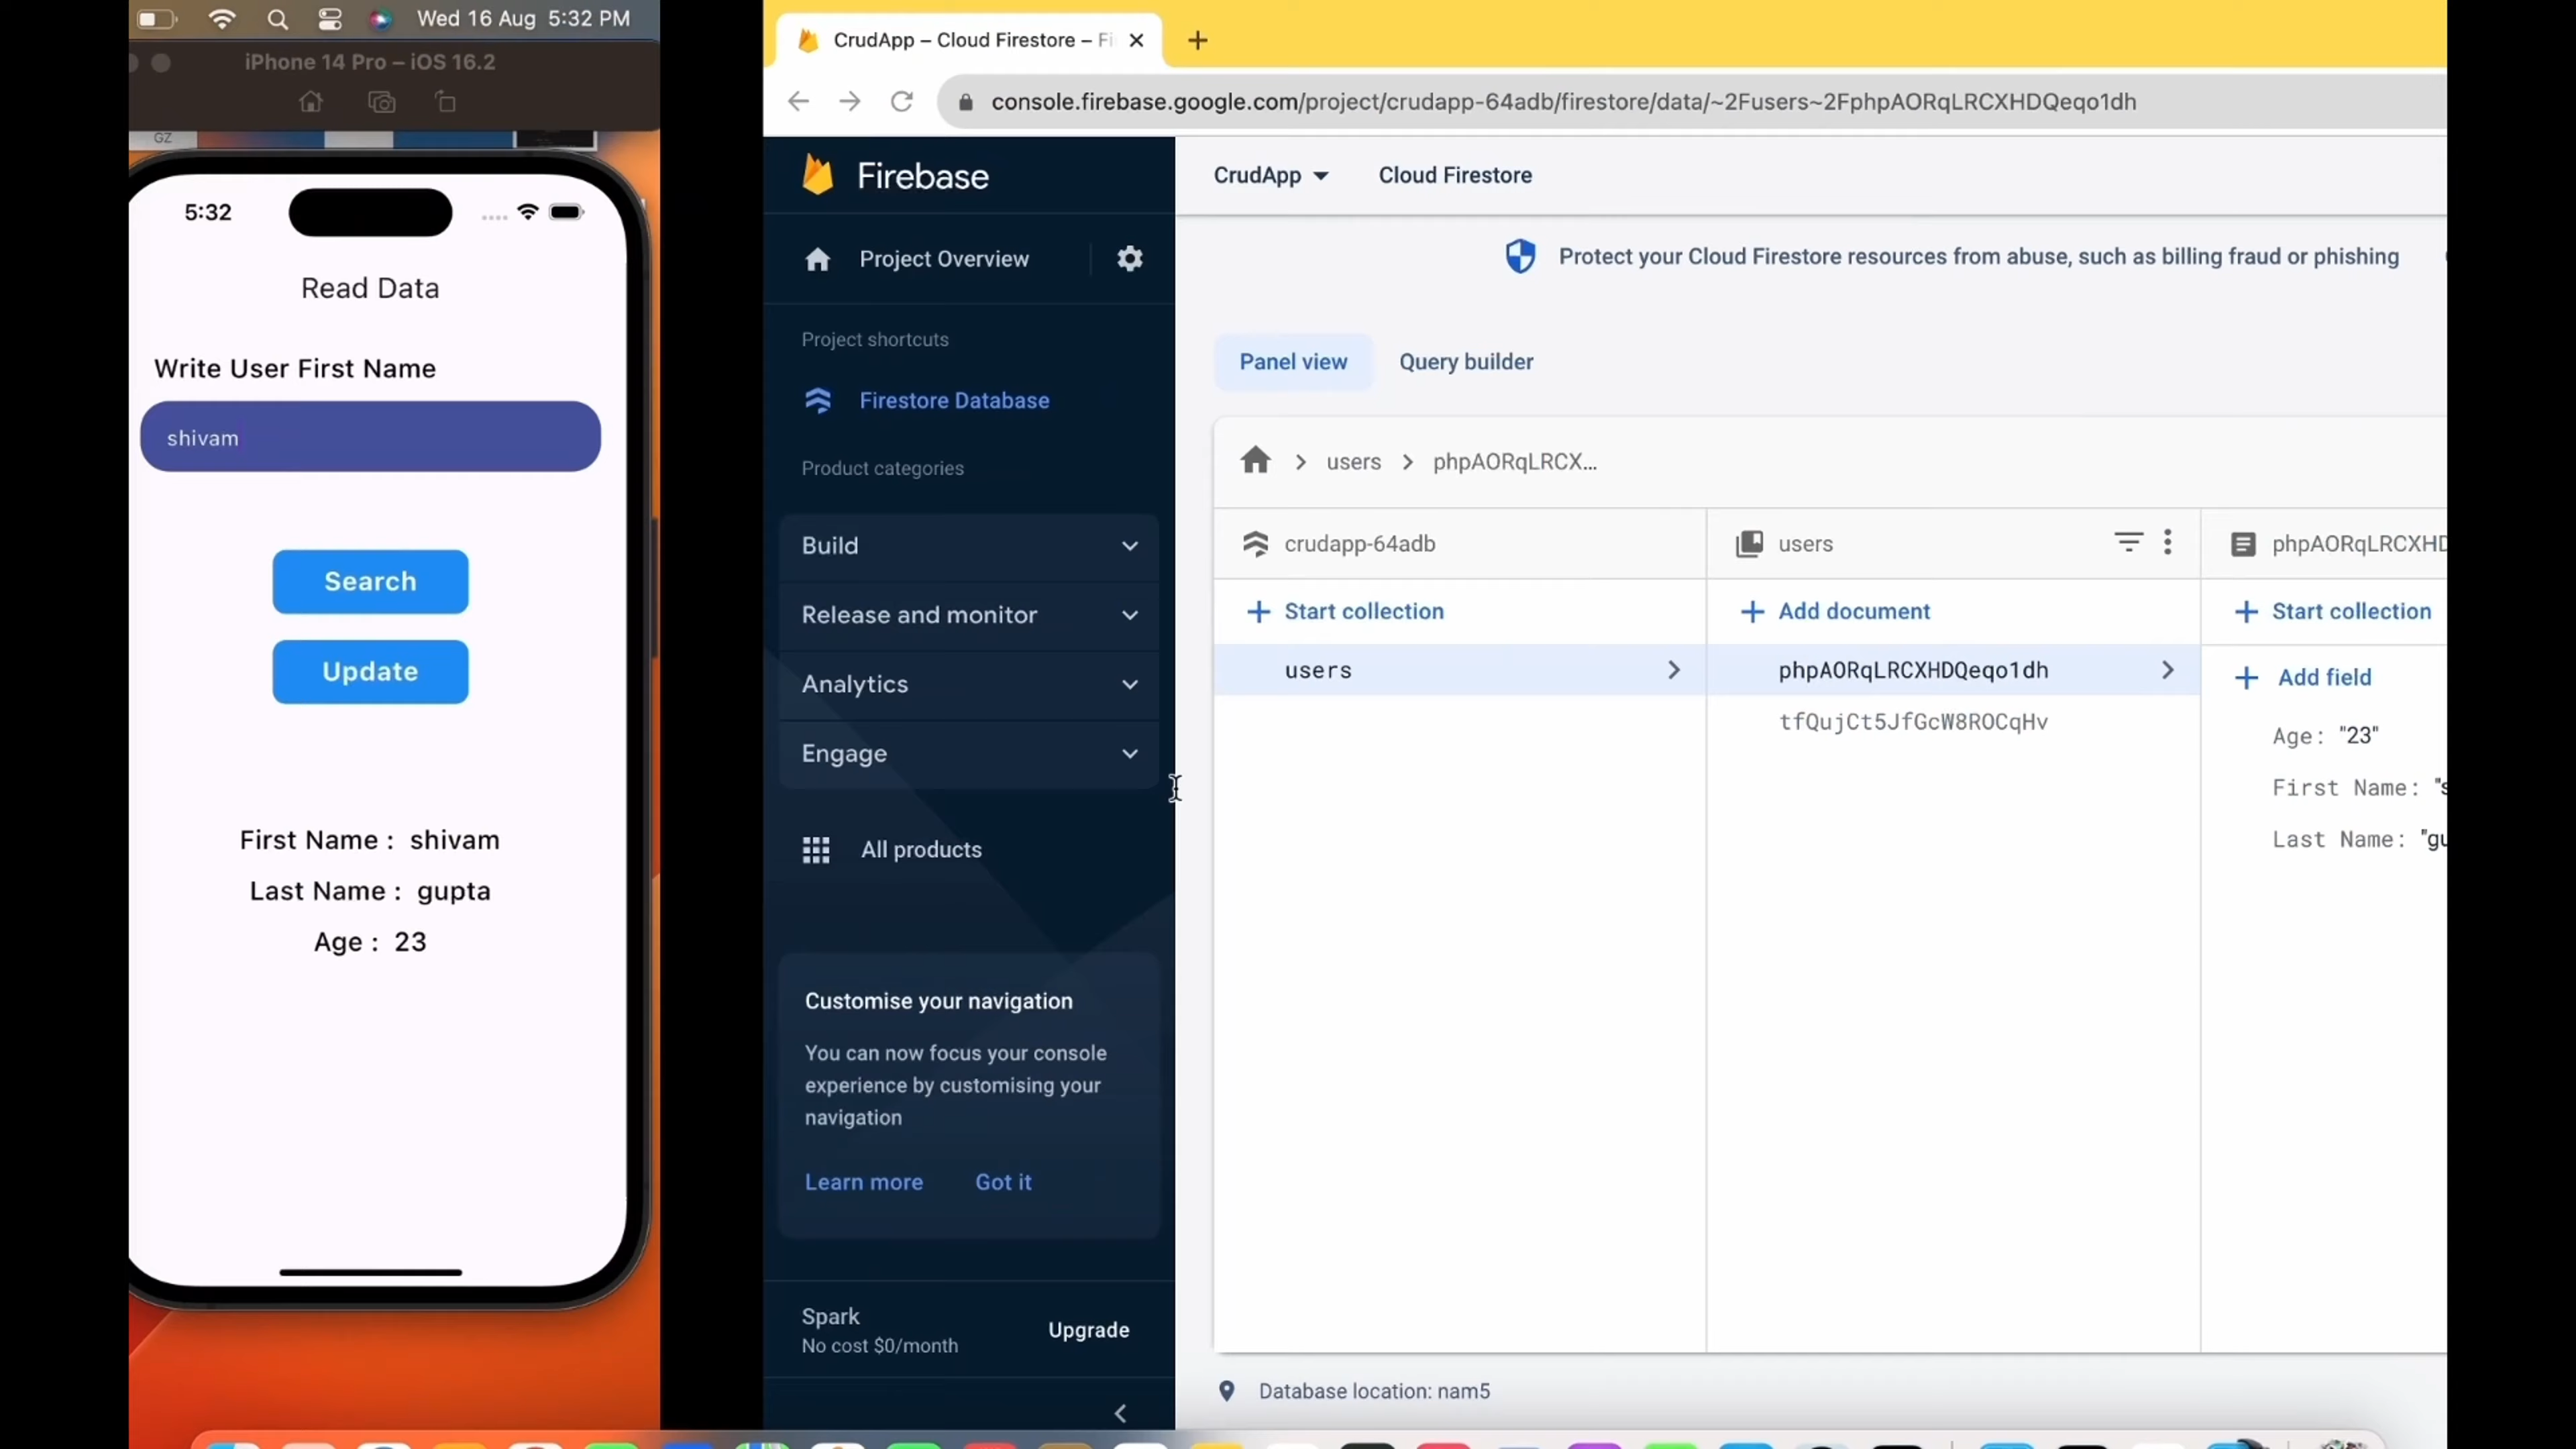 Wed 16 Aug 5:32 PM
iPhone 14 Pro – iOS 16.2
GZ
5:32
Read Data
Write User First Name
shivam
Search
Update
First Name : shivam
Last Name : gupta
Age : 23
CrudApp – Cloud Firestore – Fi
console.firebase.google.com/project/crudapp-64adb/firestore/data/~2Fusers~2FphpAORqLRCXHDQeqo1dh
Firebase
Project Overview
Project shortcuts
Firestore Database
Product categories
Build
Release and monitor
Analytics
Engage
All products
Customise your navigation
You can now focus your console
experience by customising your
navigation
Learn more Got it
Spark
No cost $0/month
Upgrade
CrudApp Cloud Firestore
Protect your Cloud Firestore resources from abuse, such as billing fraud or phishing
Panel view Query builder
users phpAORqLRCX...
crudapp-64adb
Start collection
users
users
Add document
phpAORqLRCXHDQeqo1dh
tfQujCt5JfGcW8ROCqHv
phpAORqLRCXHD
Start collection
Add field
Age: "23"
First Name: "s
Last Name: "gu
Database location: nam5